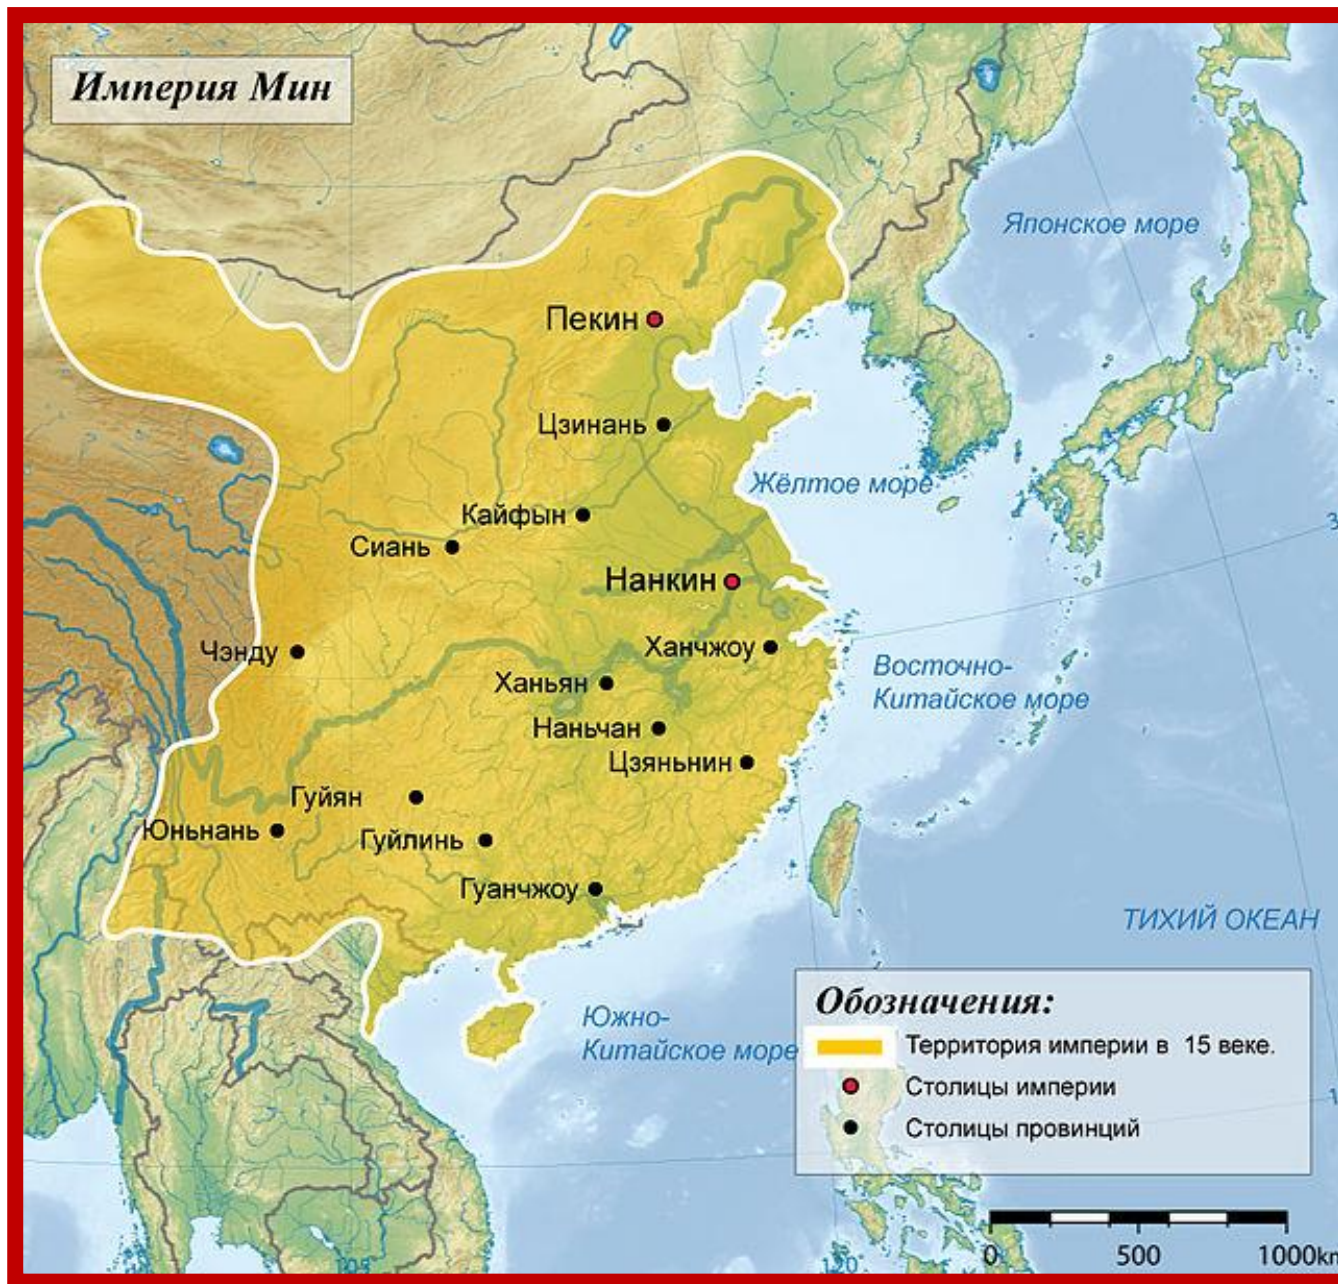 Империя Мин
Японское море
Пекин
Цзинань
Жёлтое море
Кайфын
Сиань
Нанкин
Ханчжоу
Чэнду
Восточно-
Китайское море
Ханьян
Наньчан
Цзяньнин
Гуйян
Юньнань
Гуйлинь
Гуанчжоу
ТИХИЙ ОКЕАН
Южно-
Китайское море
Обозначения:
Территория империи в 15 веке.
Столицы империи
Столицы провинций
0 500 1000km
105
120